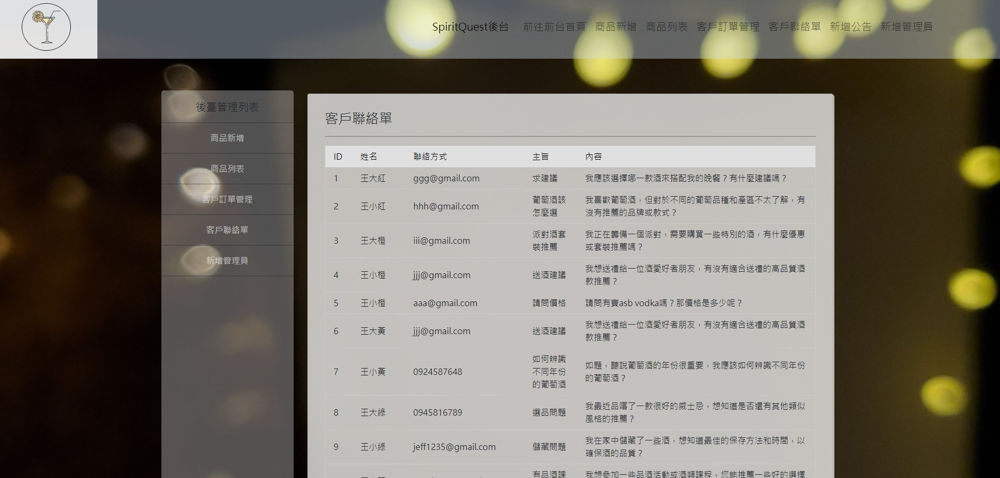 SpiritQuest後台 前往前台首頁 商品新增 商品列表 客戶訂單管理 客戶聯絡單 新增公告 新增管理員
後臺管理列表
商品新增
商品列表
客戶訂單管理
客戶聯絡單
新增管理員
客戶聯絡單
ID 姓名 聯絡方式 主旨 內容
1 王大紅 ggg@gmail.com 求建議 我應該選擇哪一款酒來搭配我的晚餐？有什麼建議嗎？
2 王小紅 hhh@gmail.com 葡萄酒該
怎麼選
我喜歡葡萄酒，但對於不同的葡萄品種和產區不太了解，有
沒有推薦的品牌或款式？
3 王大橙 iii@gmail.com 派對酒套
裝推薦
我正在籌備一個派對，需要購買一些特別的酒，有什麼優惠
或套裝推薦嗎？
4 王小橙 jjj@gmail.com 送酒建議 我想送禮給一位酒愛好者朋友，有沒有適合送禮的高品質酒
款推薦？
5 王小橙 aaa@gmail.com 請問價格 請問有賣asb vodka嗎？那價格是多少呢？
6 王大黃 jjj@gmail.com 送酒建議 我想送禮給一位酒愛好者朋友，有沒有適合送禮的高品質酒
款推薦？
7 王小黃 0924587648 如何辨識
不同年份
的葡萄酒
如題，聽說葡萄酒的年份很重要，我應該如何辨識不同年份
的葡萄酒？
8 王大綠 0945816789 選品問題 我最近品嚐了一款很好的威士忌，想知道是否還有其他類似
風格的推薦？
9 王小綠 jeff1235@gmail.com 儲藏問題 我在家中儲藏了一些酒，想知道最佳的保存方法和時間，以
確保酒的品質？
有品酒課 我想參加一些品酒活動或酒類課程，您能推薦一些好的選擇